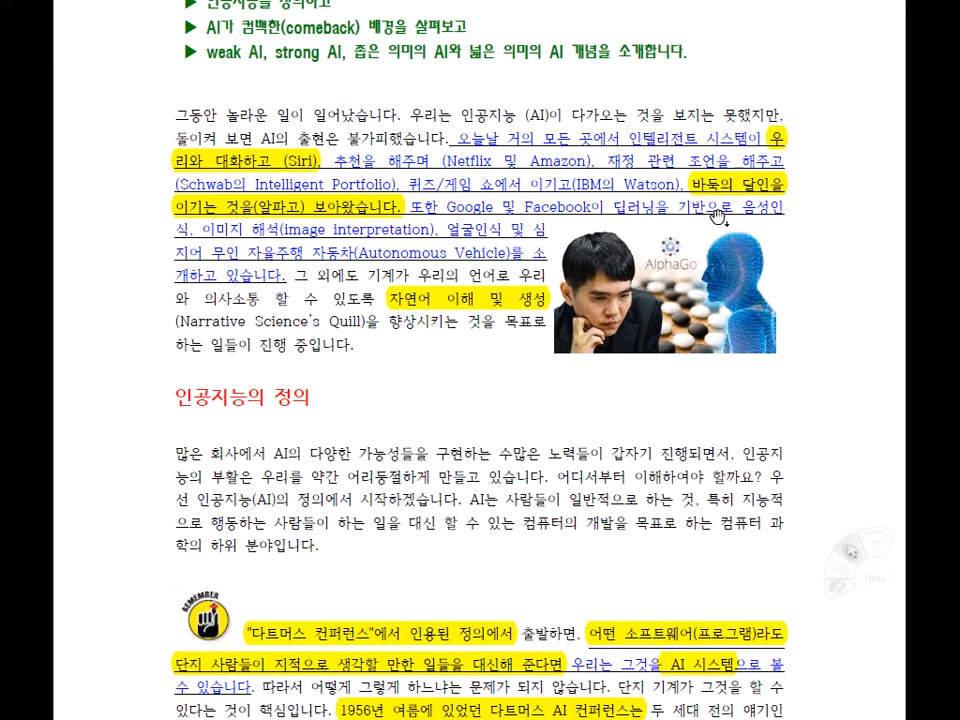 ▶ 인공지능을 정의하고
▶ AI가 컴백한(comeback) 배경을 살펴보고
▶ weak AI, strong AI, 좁은 의미의 AI와 넓은 의미의 AI 개념을 소개합니다.
그동안 놀라운 일이 일어났습니다. 우리는 인공지능 (AI)이 다가오는 것을 보지는 못했지만,
돌이켜 보면 AI의 출현은 불가피했습니다. 오늘날 거의 모든 곳에서 인텔리전트 시스템이 우
리와 대화하고 (Siri), 추천을 해주며 (Netflix 및 Amazon), 재정 관련 조언을 해주고
(Schwab의 Intelligent Portfolio), 퀴즈/게임 쇼에서 이기고(IBM의 Watson), 바둑의 달인을
이기는 것을(알파고) 보아왔습니다. 또한 Google 및 Facebook이 딥러닝을 기반으로 음성인
식, 이미지 해석(image interpretation), 얼굴인식 및 심
지어 무인 자율주행 자동차(Autonomous Vehicle)를 소
개하고 있습니다. 그 외에도 기계가 우리의 언어로 우리
와 의사소통 할 수 있도록 자연어 이해 및 생성
(Narrative Science's Quill)을 향상시키는 것을 목표로
하는 일들이 진행 중입니다.
AlphaGo
인공지능의 정의
많은 회사에서 AI의 다양한 가능성들을 구현하는 수많은 노력들이 갑자기 진행되면서, 인공지
능의 부활은 우리를 약간 어리둥절하게 만들고 있습니다. 어디서부터 이해하여야 할까요? 우
선 인공지능(AI)의 정의에서 시작하겠습니다. AI는 사람들이 일반적으로 하는 것, 특히 지능적
으로 행동하는 사람들이 하는 일을 대신 할 수 있는 컴퓨터의 개발을 목표로 하는 컴퓨터 과
학의 하위 분야입니다.
REMEMBER
"다트머스 컨퍼런스"에서 인용된 정의에서 출발하면, 어떤 소프트웨어(프로그램)라도
단지 사람들이 지적으로 생각할 만한 일들을 대신해 준다면 우리는 그것을 AI 시스템으로 볼
수 있습니다. 따라서 어떻게 그렇게 하느냐는 문제가 되지 않습니다. 단지 기계가 그것을 할 수
있다는 것이 핵심입니다. 1956년 여름에 있었던 다트머스 AI 컨퍼런스는 두 세대 전의 얘기인